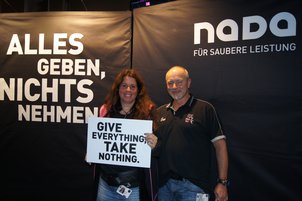 ALLES
GEBEN,
NICHTS
NEHMEN.
NADA
FÜR SAUBERE LEISTUNG
GIVE
EVERYTHING,
TAKE
NOTHING.